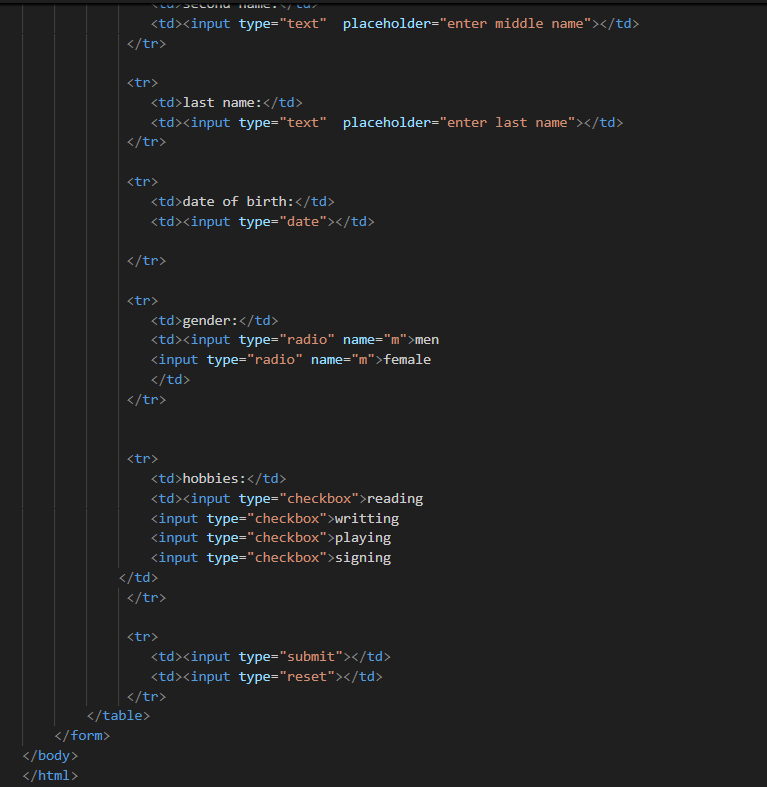 <td>second name:</td>
<td><input type="text"  placeholder="enter middle name"></td>
</tr>
<tr>
<td>last name:</td>
<td><input type="text"  placeholder="enter last name"></td>
</tr>
<tr>
<td>date of birth:</td>
<td><input type="date"></td>
</tr>
<tr>
<td>gender:</td>
<td><input type="radio" name="m">men
<input type="radio" name="m">female
</td>
</tr>
<tr>
<td>hobbies:</td>
<td><input type="checkbox">reading
<input type="checkbox">writting
<input type="checkbox">playing
<input type="checkbox">signing
</td>
</tr>
<tr>
<td><input type="submit"></td>
<td><input type="reset"></td>
</tr>
</table>
</form>
</body>
</html>